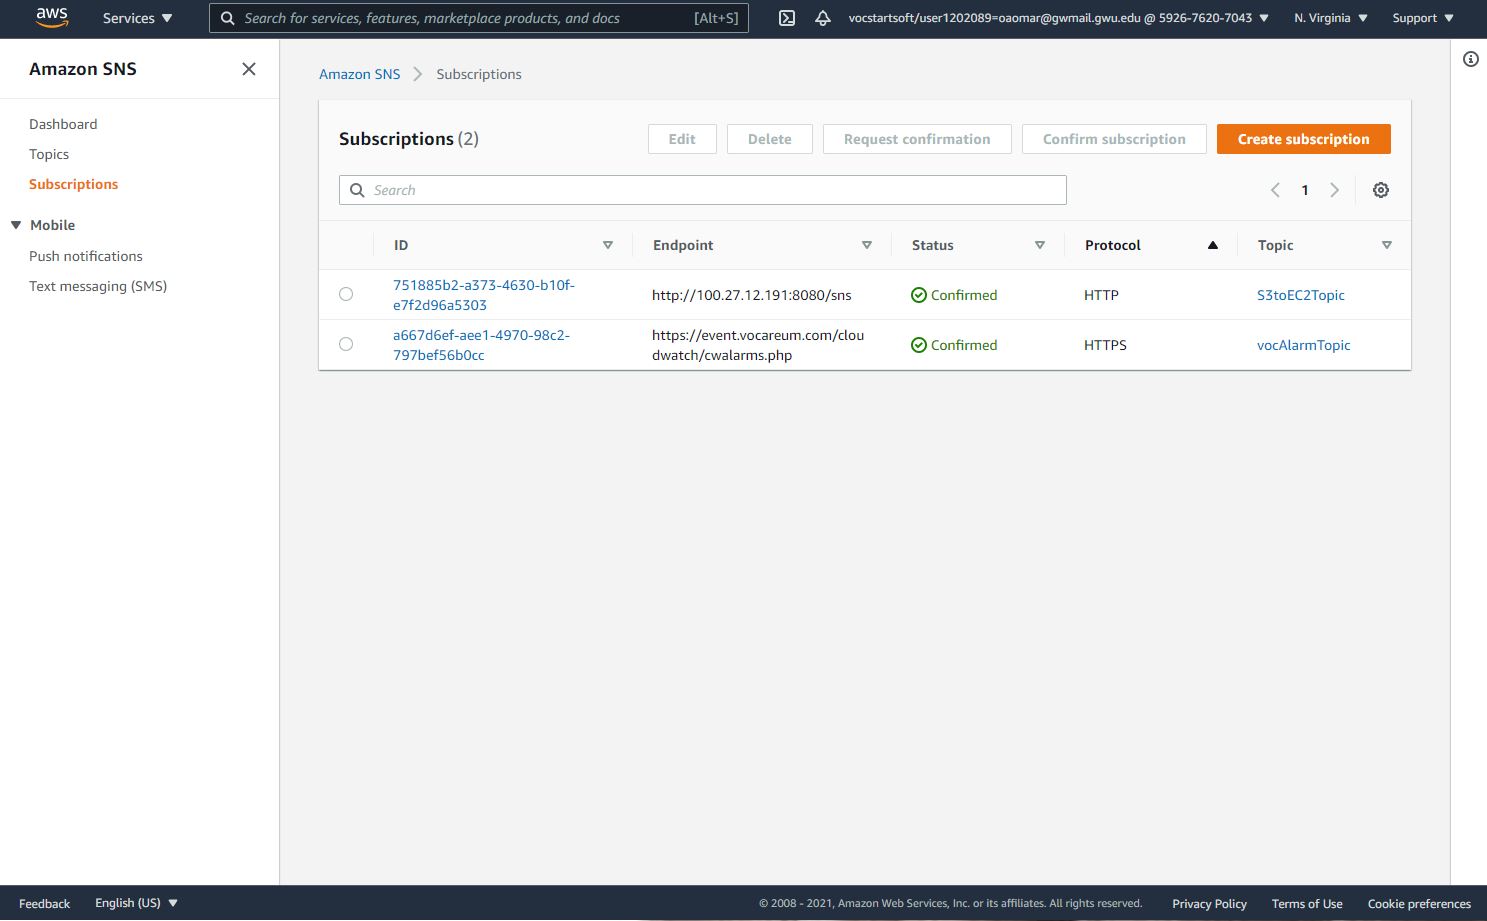 aws
Services
Search for services, features, marketplace products, and docs
[Alt+S]
vocstartsoft/user1202089=oaomar@gwmail.gwu.edu @ 5926-7620-7043
N. Virginia
Support
Amazon SNS
Dashboard
Topics
Subscriptions
Mobile
Push notifications
Text messaging (SMS)
Amazon SNS
Subscriptions
Subscriptions (2)
Edit
Delete
Request confirmation
Confirm subscription
Create subscription
Search
1
ID
Endpoint
Status
Protocol
Topic
751885b2-a373-4630-b10f-
e7f2d96a5303
http://100.27.12.191:8080/sns
Confirmed
HTTP
S3toEC2Topic
a667d6ef-aee1-4970-98c2-
797bef56b0cc
https://event.vocareum.com/clou
dwatch/cwalarms.php
Confirmed
HTTPS
vocAlarmTopic
Feedback
English (US)
© 2008 - 2021, Amazon Web Services, Inc. or its affiliates. All rights reserved.
Privacy Policy
Terms of Use
Cookie preferences